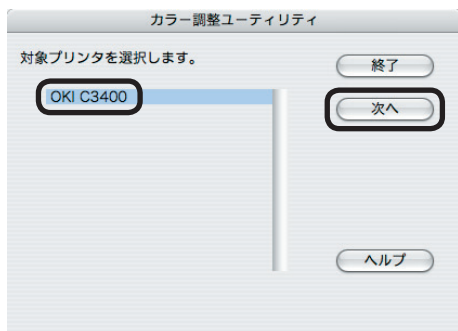 カラー調整ユーティリティ
対象プリンタを選択します。
OKI C3400
終了
次へ
ヘルプ